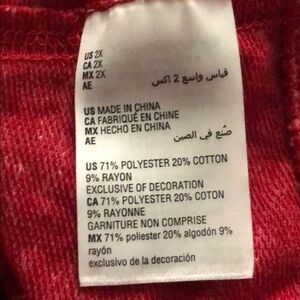 US 2X
CA 2X
MX 2X
AE قياس واسع 2 اكس
US MADE IN CHINA
CA FABRIQUÉ EN CHINE
MX HECHO EN CHINA
AE صنع في الصين
US 71% POLYESTER 20% COTTON
9% RAYON
EXCLUSIVE OF DECORATION
CA 71% POLYESTER 20% COTON
9% RAYONNE
GARNITURE NON COMPRISE
MX 71% poliester 20% algodón 9%
rayón
exclusivo de la decoración